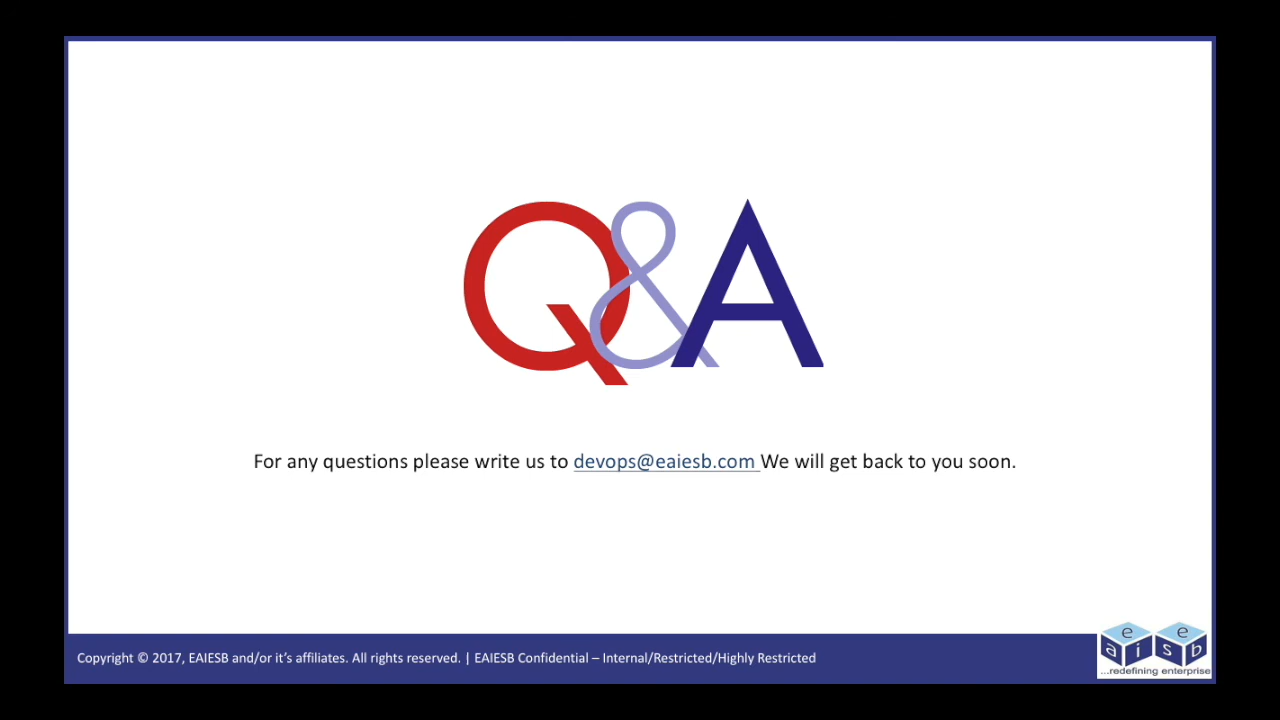 Q&A
For any questions please write us to devops@eaiesb.com We will get back to you soon.
Copyright © 2017, EAIESB and/or it’s affiliates. All rights reserved. | EAIESB Confidential – Internal/Restricted/Highly Restricted
e e
a i s b
...redefining enterprise